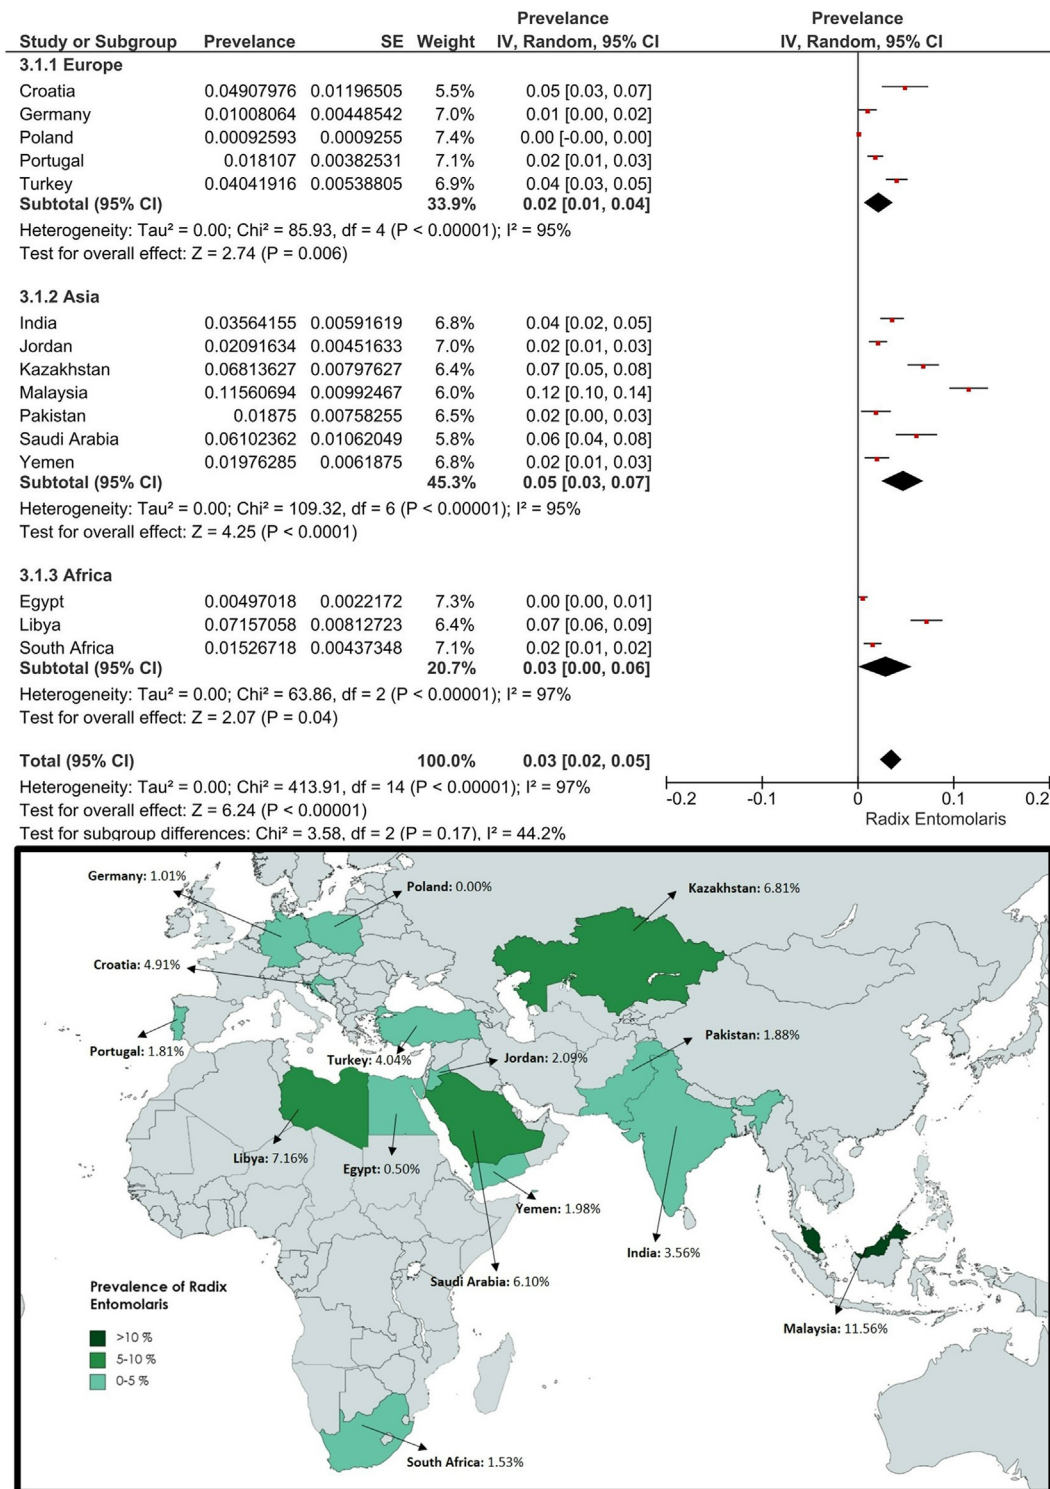 Prevelance Prevelance
Study or Subgroup Prevelance SE Weight IV, Random, 95% CI IV, Random, 95% CI
3.1.1 Europe
Croatia 0.04907976 0.01196505 5.5% 0.05 [0.03, 0.07]
Germany 0.01008064 0.00448542 7.0% 0.01 [0.00, 0.02]
Poland 0.00092593 0.0009255 7.4% 0.00 [-0.00, 0.00]
Portugal 0.018107 0.00382531 7.1% 0.02 [0.01, 0.03]
Turkey 0.04041916 0.00538805 6.9% 0.04 [0.03, 0.05]
Subtotal (95% CI) 33.9% 0.02 [0.01, 0.04]
Heterogeneity: Tau² = 0.00; Chi² = 85.93, df = 4 (P < 0.00001); I² = 95%
Test for overall effect: Z = 2.74 (P = 0.006)
3.1.2 Asia
India 0.03564155 0.00591619 6.8% 0.04 [0.02, 0.05]
Jordan 0.02091634 0.00451633 7.0% 0.02 [0.01, 0.03]
Kazakhstan 0.06813627 0.00797627 6.4% 0.07 [0.05, 0.08]
Malaysia 0.11560694 0.00992467 6.0% 0.12 [0.10, 0.14]
Pakistan 0.01875 0.00758255 6.5% 0.02 [0.00, 0.03]
Saudi Arabia 0.06102362 0.01062049 5.8% 0.06 [0.04, 0.08]
Yemen 0.01976285 0.0061875 6.8% 0.02 [0.01, 0.03]
Subtotal (95% CI) 45.3% 0.05 [0.03, 0.07]
Heterogeneity: Tau² = 0.00; Chi² = 109.32, df = 6 (P < 0.00001); I² = 95%
Test for overall effect: Z = 4.25 (P < 0.0001)
3.1.3 Africa
Egypt 0.00497018 0.0022172 7.3% 0.00 [0.00, 0.01]
Libya 0.07157058 0.00812723 6.4% 0.07 [0.06, 0.09]
South Africa 0.01526718 0.00437348 7.1% 0.02 [0.01, 0.02]
Subtotal (95% CI) 20.7% 0.03 [0.00, 0.06]
Heterogeneity: Tau² = 0.00; Chi² = 63.86, df = 2 (P < 0.00001); I² = 97%
Test for overall effect: Z = 2.07 (P = 0.04)
Total (95% CI) 100.0% 0.03 [0.02, 0.05]
Heterogeneity: Tau² = 0.00; Chi² = 413.91, df = 14 (P < 0.00001); I² = 97%
-0.2 -0.1 0 0.1 0.2
Test for overall effect: Z = 6.24 (P < 0.00001)
Radix Entomolaris
Test for subgroup differences: Chi² = 3.58, df = 2 (P = 0.17), I² = 44.2%
Germany: 1.01%
Poland: 0.00%
Kazakhstan: 6.81%
Croatia: 4.91%
Pakistan: 1.88%
Portugal: 1.81%
Turkey: 4.04%
Jordan: 2.09%
Libya: 7.16%
Egypt: 0.50%
Yemen: 1.98%
India: 3.56%
Saudi Arabia: 6.10%
Malaysia: 11.56%
Prevalence of Radix
Entomolaris
>10 %
5-10 %
0-5 %
South Africa: 1.53%